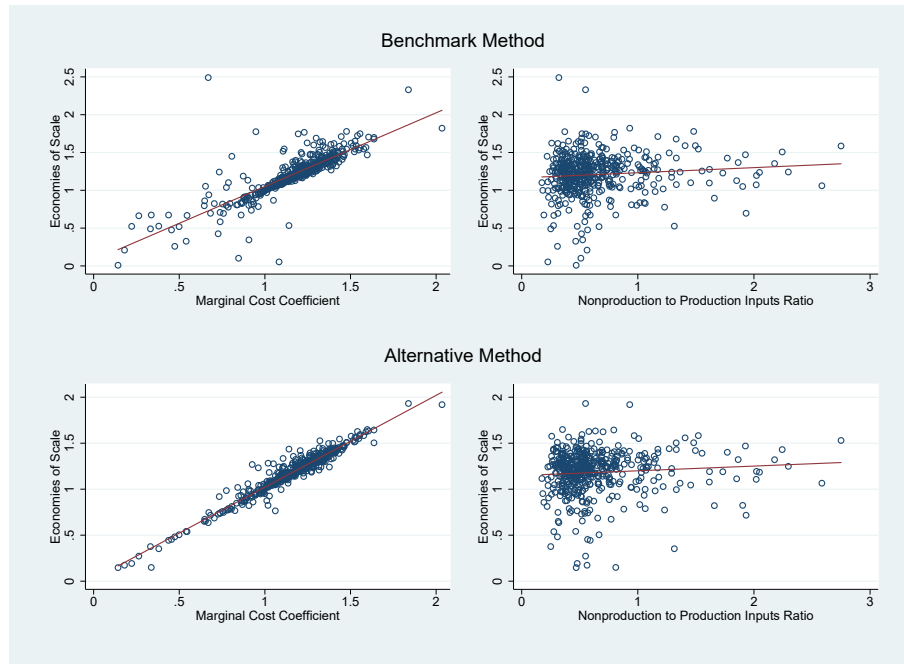 Benchmark Method
Economies of Scale
0 .5 1 1.5 2 2.5
0 .5 1 1.5 2
Marginal Cost Coefficient
Economies of Scale
0 .5 1 1.5 2 2.5
0 1 2 3
Nonproduction to Production Inputs Ratio
Alternative Method
Economies of Scale
0 .5 1 1.5 2
0 .5 1 1.5 2
Marginal Cost Coefficient
Economies of Scale
0 .5 1 1.5 2
0 1 2 3
Nonproduction to Production Inputs Ratio